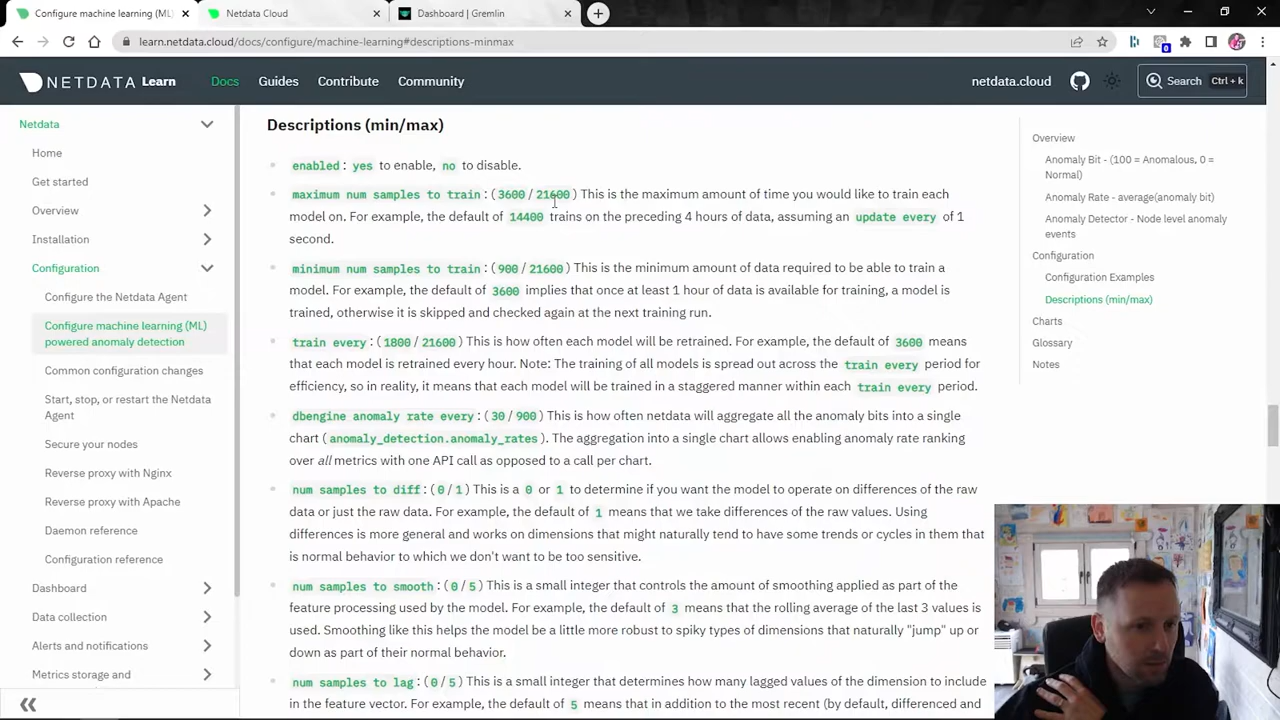 Configure machine learning (ML)
Netdata Cloud
Dashboard | Gremlin
learn.netdata.cloud/docs/configure/machine-learning#descriptions-minmax
0
NETDATA Learn
Docs
Guides
Contribute
Community
netdata.cloud
Search
Ctrl + k
Netdata
Home
Get started
Overview
Installation
Configuration
Configure the Netdata Agent
Configure machine learning (ML)
powered anomaly detection
Common configuration changes
Start, stop, or restart the Netdata
Agent
Secure your nodes
Reverse proxy with Nginx
Reverse proxy with Apache
Daemon reference
Configuration reference
Dashboard
Data collection
Alerts and notifications
Metrics storage and
Descriptions (min/max)
enabled: yes to enable, no to disable.
maximum num samples to train: (3600/21600) This is the maximum amount of time you would like to train each
model on. For example, the default of 14400 trains on the preceding 4 hours of data, assuming an update every of 1
second.
minimum num samples to train: (900/21600) This is the minimum amount of data required to be able to train a
model. For example, the default of 3600 implies that once at least 1 hour of data is available for training, a model is
trained, otherwise it is skipped and checked again at the next training run.
train every: (1800/21600) This is how often each model will be retrained. For example, the default of 3600 means
that each model is retrained every hour. Note: The training of all models is spread out across the train every period for
efficiency, so in reality, it means that each model will be trained in a staggered manner within each train every period.
dbengine anomaly rate every: (30/900) This is how often netdata will aggregate all the anomaly bits into a single
chart (anomaly_detection.anomaly_rates). The aggregation into a single chart allows enabling anomaly rate ranking
over all metrics with one API call as opposed to a call per chart.
num samples to diff: (0/1) This is a 0 or 1 to determine if you want the model to operate on differences of the raw
data or just the raw data. For example, the default of 1 means that we take differences of the raw values. Using
differences is more general and works on dimensions that might naturally tend to have some trends or cycles in them that
is normal behavior to which we don't want to be too sensitive.
num samples to smooth: (0/5) This is a small integer that controls the amount of smoothing applied as part of the
feature processing used by the model. For example, the default of 3 means that the rolling average of the last 3 values is
used. Smoothing like this helps the model be a little more robust to spiky types of dimensions that naturally "jump" up or
down as part of their normal behavior.
num samples to lag: (0/5) This is a small integer that determines how many lagged values of the dimension to include
in the feature vector. For example, the default of 5 means that in addition to the most recent (by default, differenced and
Overview
Anomaly Bit - (100 = Anomalous, 0 =
Normal)
Anomaly Rate - average(anomaly bit)
Anomaly Detector - Node level anomaly
events
Configuration
Configuration Examples
Descriptions (min/max)
Charts
Glossary
Notes